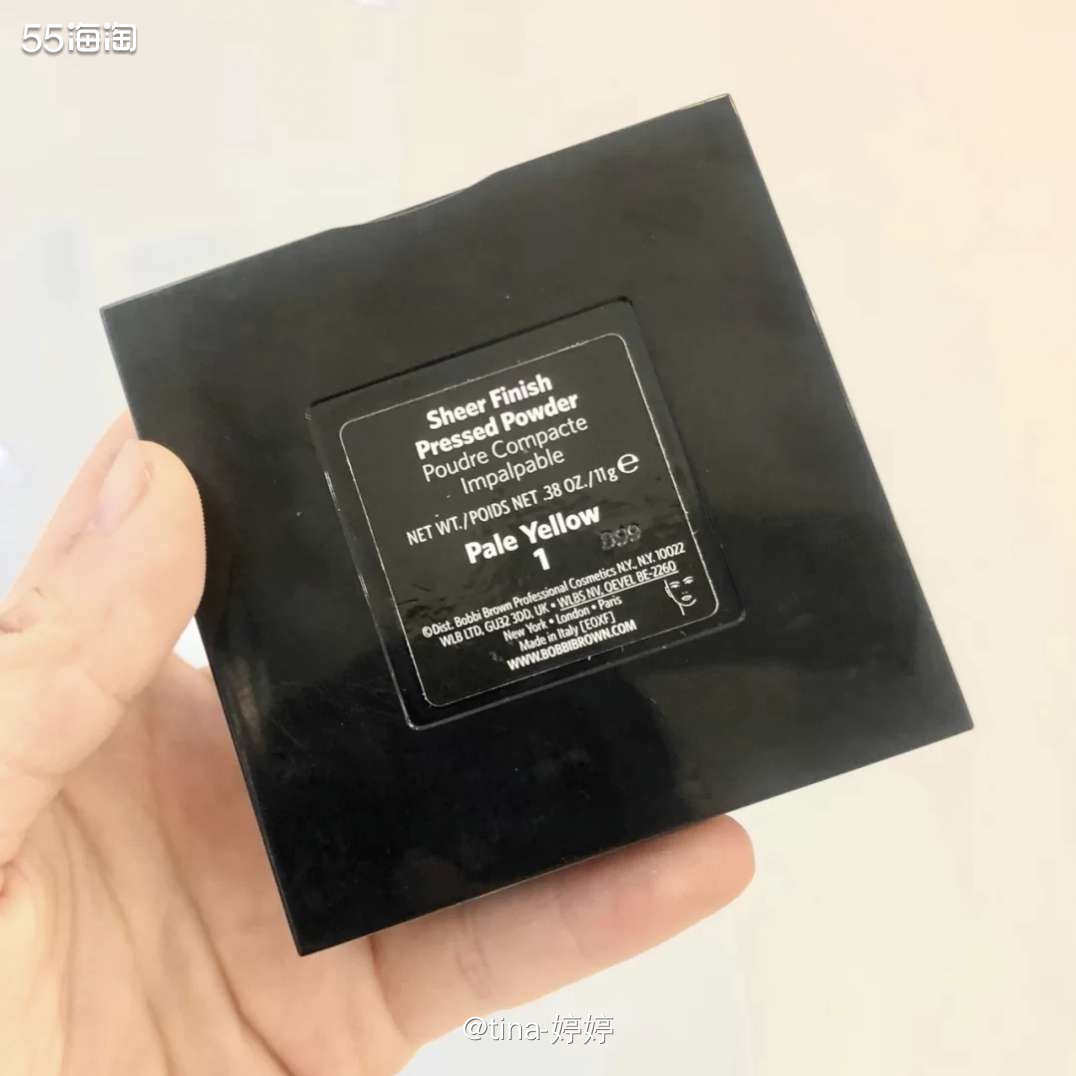 55海淘
Sheer Finish
Pressed Powder
Poudre Compacte
Impalpable
NET WT./POIDS NET .38 OZ./11g ℮
Pale Yellow
1
B99
©Dist. Bobbi Brown Professional Cosmetics N.Y., N.Y. 10022
WLB LTD, GU32 3DD, UK • WLBS NV, OEVEL BE-2260
New York • London • Paris
Made in Italy [EOXF]
WWW.BOBBIBROWN.COM
@tina-婷婷